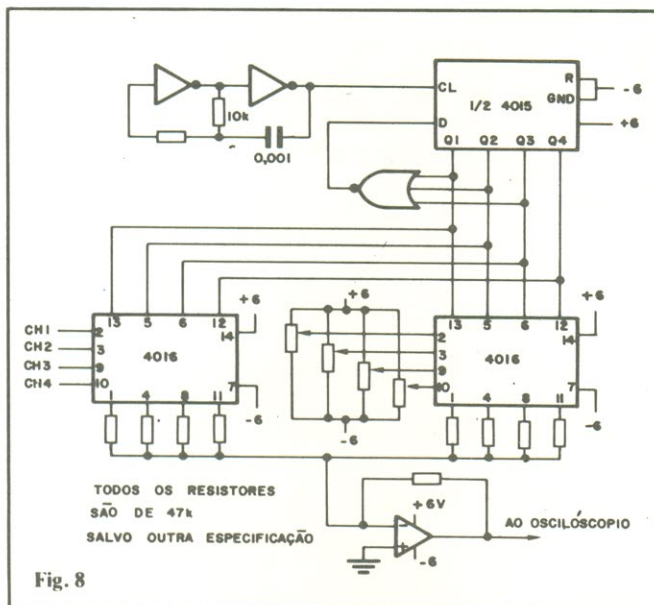 CL
R
GND
-6
1/2 4015
D
+6
Q1 Q2 Q3 Q4
10k
0,001
13 5 6 12
+6
14
CH1 2
CH2 3
CH3 9
CH4 10
4016
7
-6
1 4 8 11
+6
-6
13 5 6 12
+6
14
2
3
9
10
4016
7
-6
1 4 8 11
TODOS OS RESISTORES
SÃO DE 47k
SALVO OUTRA ESPECIFICAÇÃO
+6V
-
+
-6
AO OSCILÓSCOPIO
Fig. 8